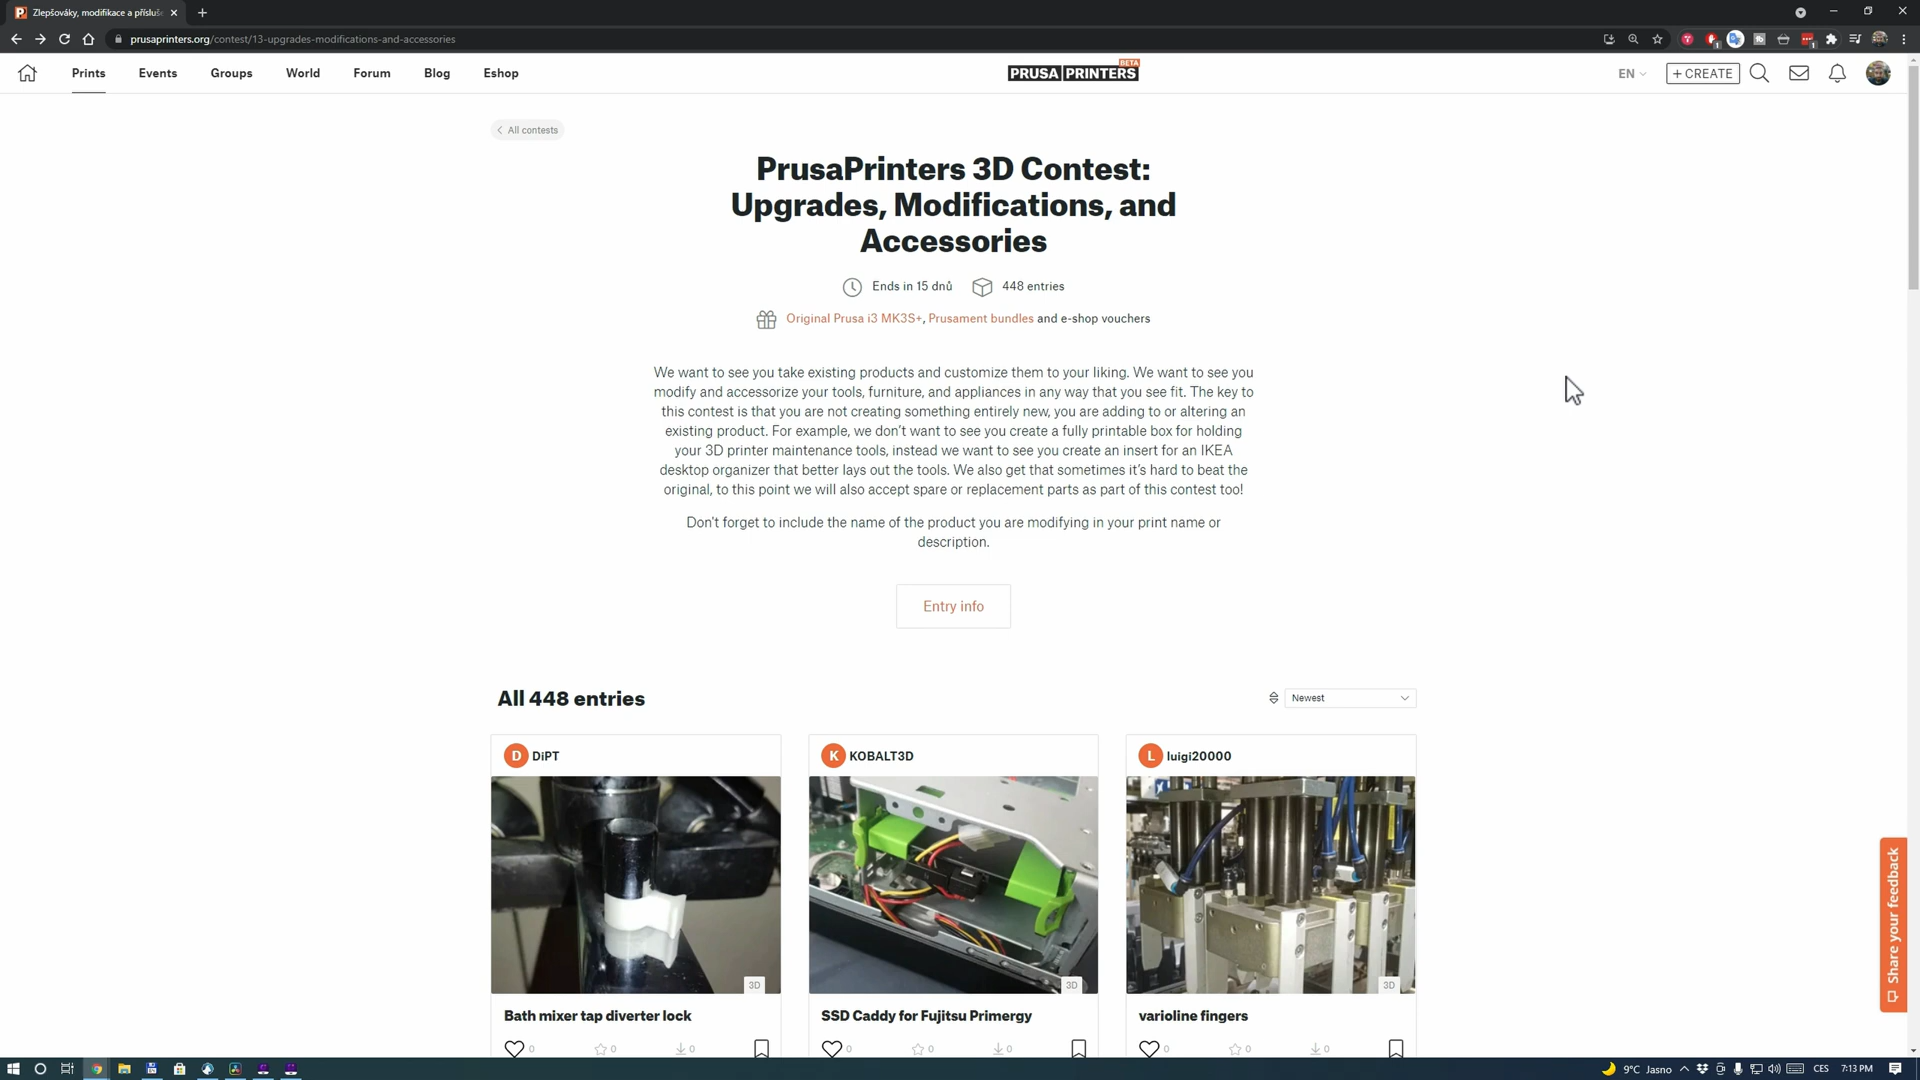 Zlepšováky, modifikace a přísluš
prusaprinters.org/contest/13-upgrades-modifications-and-accessories
Prints
Events
Groups
World
Forum
Blog
Eshop
PRUSA PRINTERS
BETA
EN
+ CREATE
All contests
PrusaPrinters 3D Contest:
Upgrades, Modifications, and
Accessories
Ends in 15 dnů
448 entries
Original Prusa i3 MK3S+, Prusament bundles and e-shop vouchers
We want to see you take existing products and customize them to your liking. We want to see you
modify and accessorize your tools, furniture, and appliances in any way that you see fit. The key to
this contest is that you are not creating something entirely new, you are adding to or altering an
existing product. For example, we don't want to see you create a fully printable box for holding
your 3D printer maintenance tools, instead we want to see you create an insert for an IKEA
desktop organizer that better lays out the tools. We also get that sometimes it's hard to beat the
original, to this point we will also accept spare or replacement parts as part of this contest too!
Don't forget to include the name of the product you are modifying in your print name or
description.
Entry info
All 448 entries
Newest
D DiPT
K KOBALT3D
L luigi20000
3D
3D
3D
Bath mixer tap diverter lock
SSD Caddy for Fujitsu Primergy
varioline fingers
0 0 0
0 0 0
0 0 0
Share your feedback
9°C Jasno
CES
7:13 PM